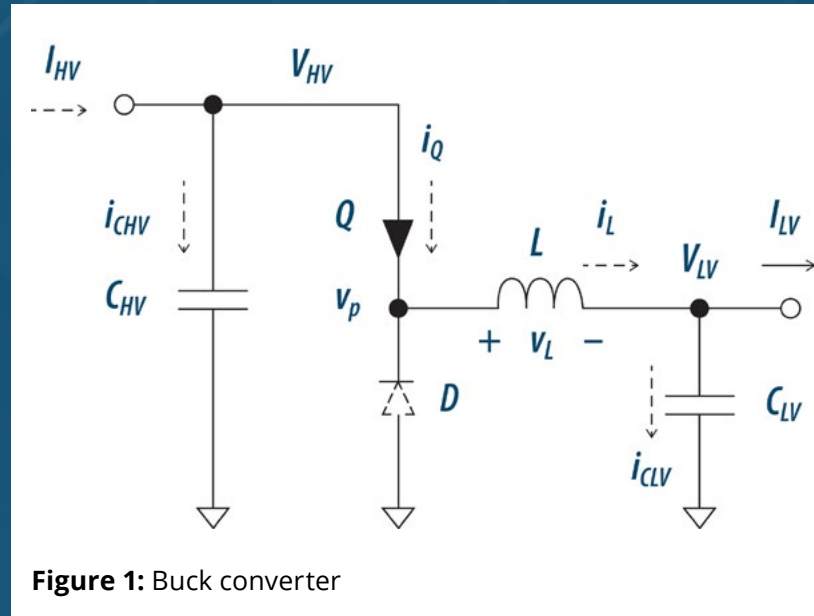 I_HV V_HV
i_Q
i_CHV Q L i_L V_LV I_LV
C_HV v_p
+ v_L −
D C_LV
i_CLV
Figure 1: Buck converter